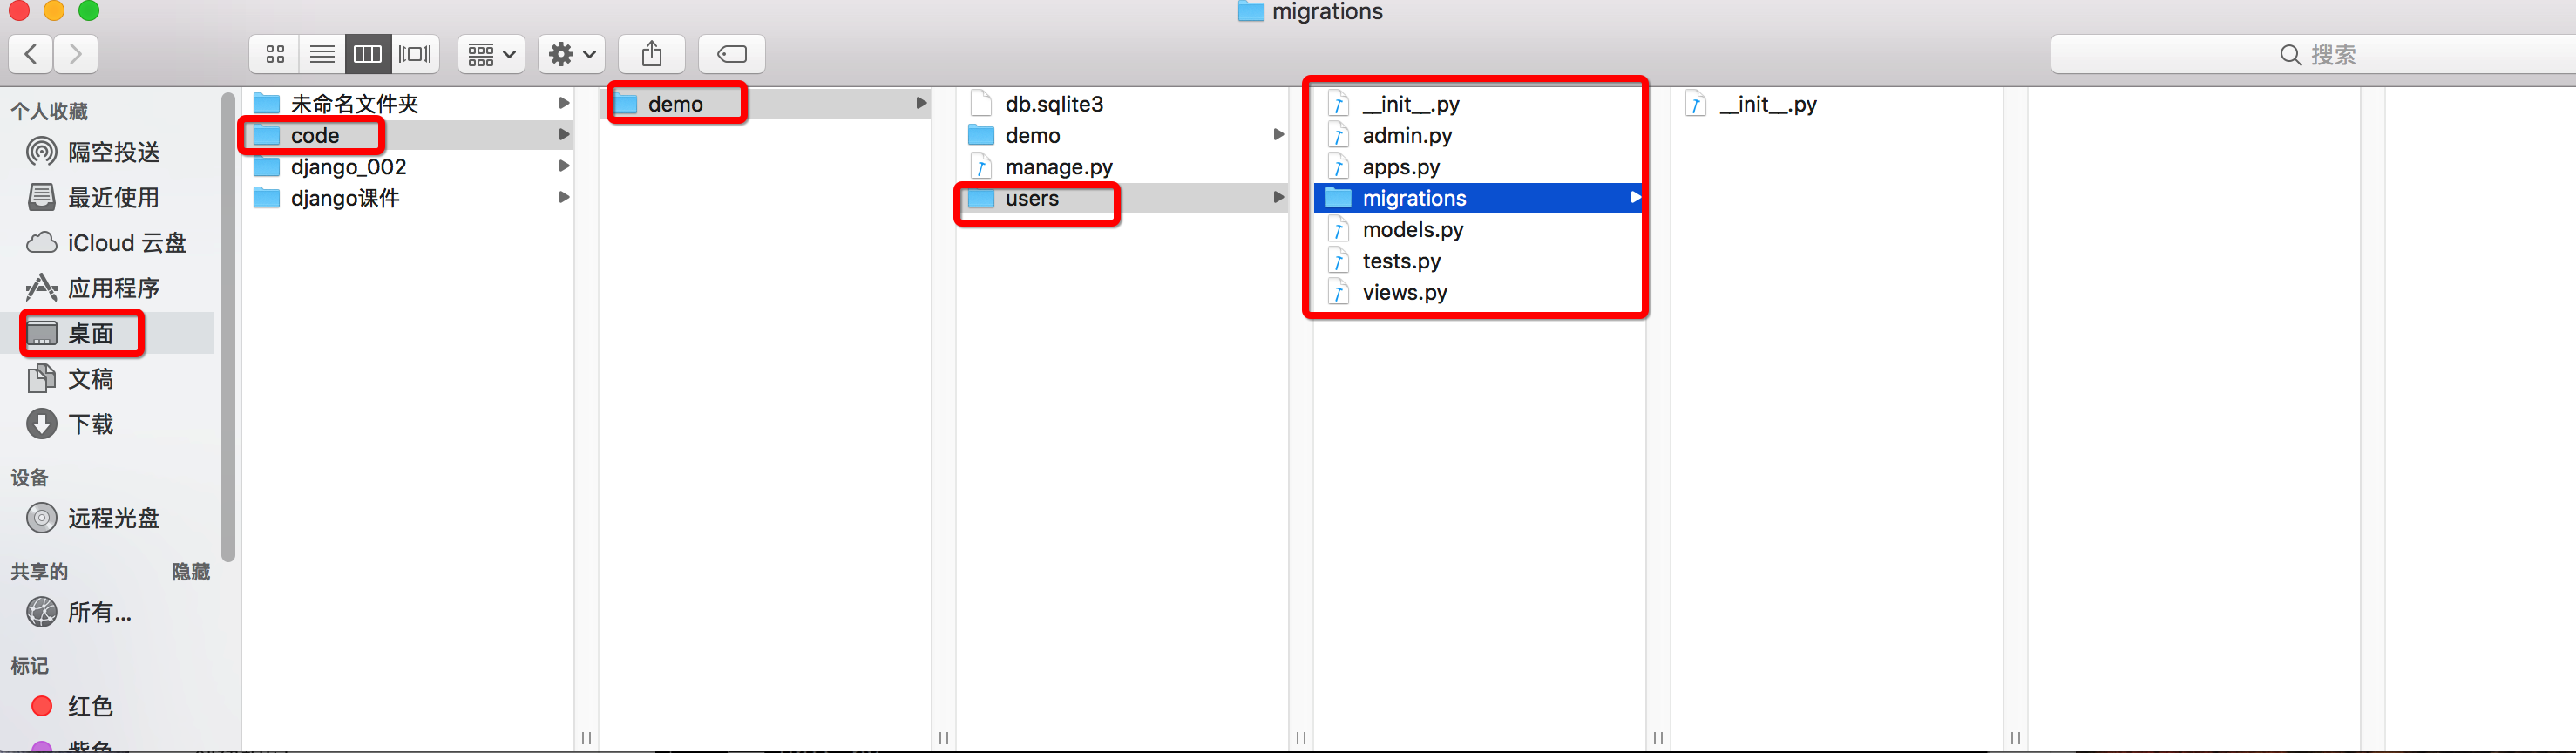 migrations
搜索
个人收藏
隔空投送
最近使用
iCloud 云盘
应用程序
桌面
文稿
下载
设备
远程光盘
共享的 隐藏
所有...
标记
红色
紫色
未命名文件夹
code
django_002
django课件
demo
db.sqlite3
demo
manage.py
users
__init__.py
admin.py
apps.py
migrations
models.py
tests.py
views.py
__init__.py